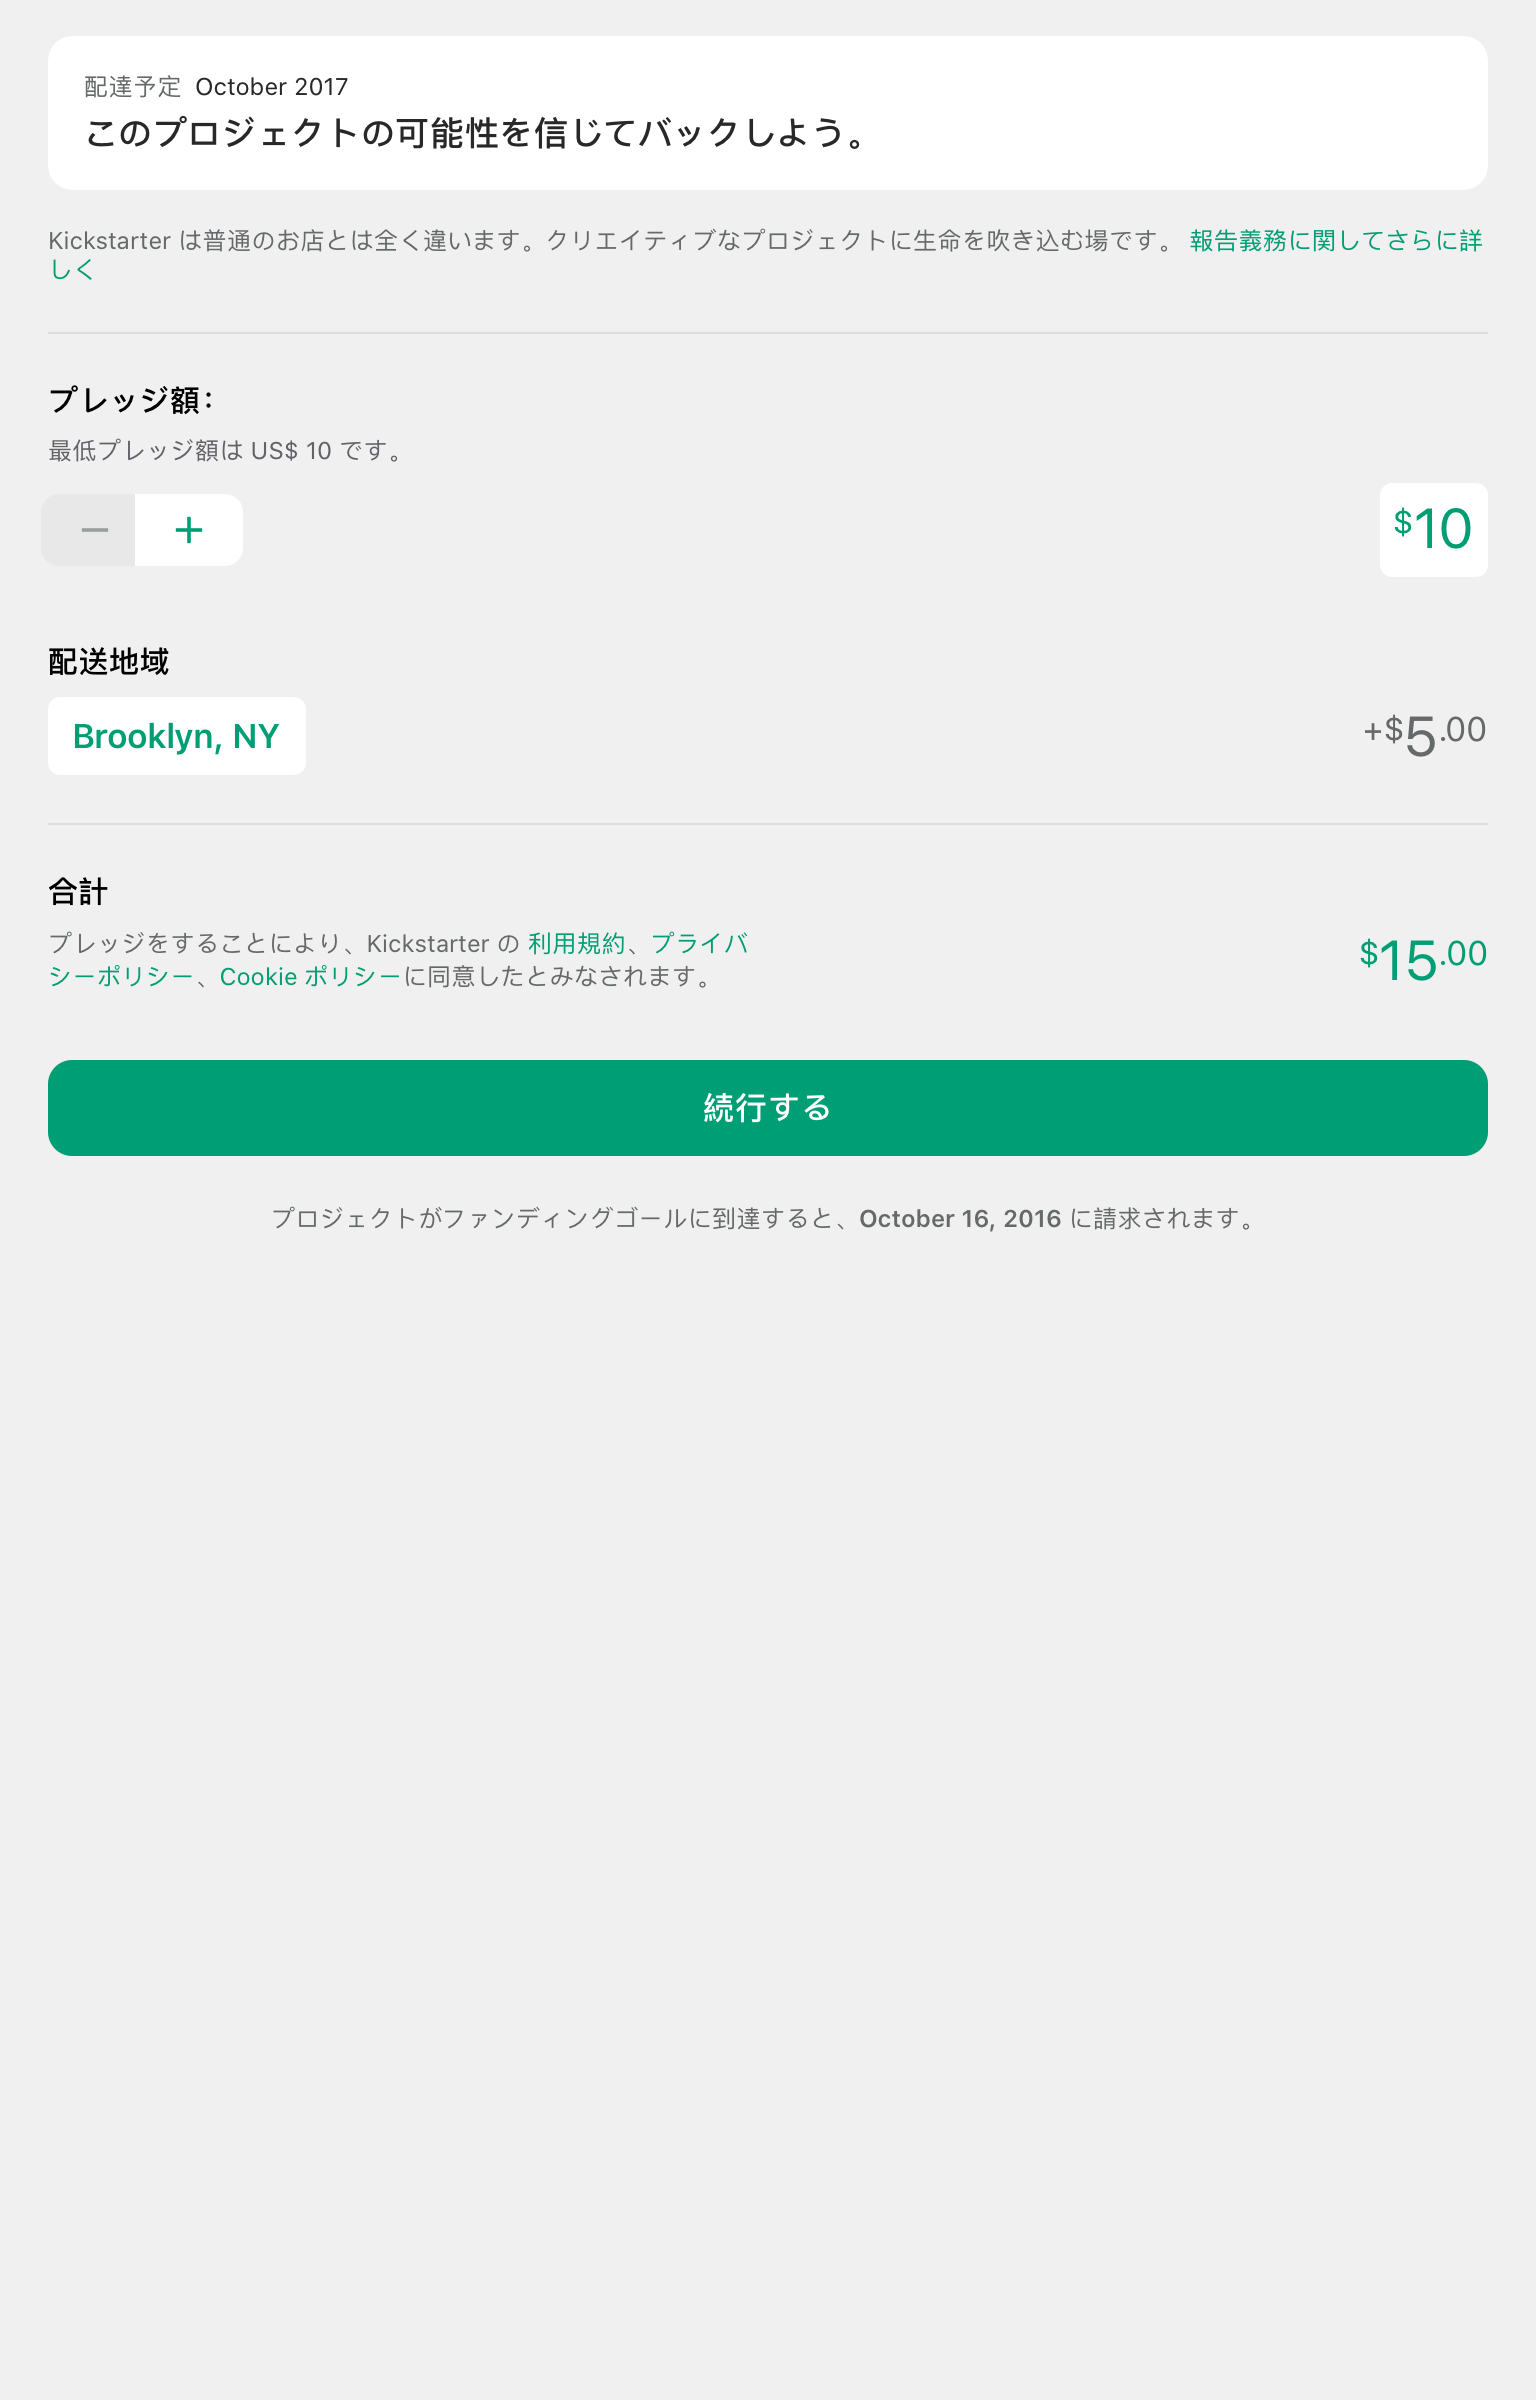 配達予定 October 2017
このプロジェクトの可能性を信じてバックしよう。
Kickstarter は普通のお店とは全く違います。クリエイティブなプロジェクトに生命を吹き込む場です。 報告義務に関してさらに詳
しく
プレッジ額：
最低プレッジ額は US$ 10 です。
− +
$10
配送地域
Brooklyn, NY
+$5.00
合計
プレッジをすることにより、Kickstarter の 利用規約、プライバ
シーポリシー、Cookie ポリシーに同意したとみなされます。
$15.00
続行する
プロジェクトがファンディングゴールに到達すると、October 16, 2016 に請求されます。